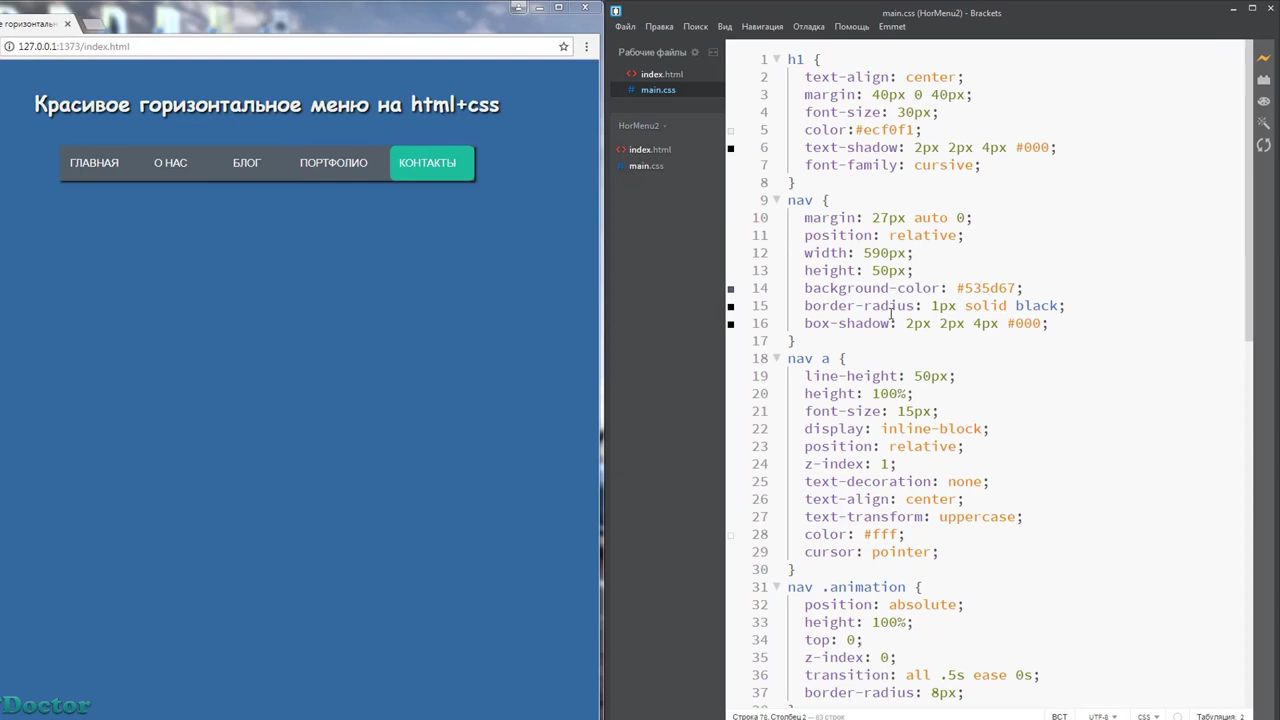 е горизонтальн ×
127.0.0.1:1373/index.html
Красивое горизонтальное меню на html+css
ГЛАВНАЯ О НАС БЛОГ ПОРТФОЛИО КОНТАКТЫ
Doctor
main.css (HorMenu2) - Brackets
Файл Правка Поиск Вид Навигация Отладка Помощь Emmet
Рабочие файлы
<> index.html
main.css
HorMenu2
<> index.html
main.css
1 h1 {
2 text-align: center;
3 margin: 40px 0 40px;
4 font-size: 30px;
5 color:#ecf0f1;
6 text-shadow: 2px 2px 4px #000;
7 font-family: cursive;
8 }
9 nav {
10 margin: 27px auto 0;
11 position: relative;
12 width: 590px;
13 height: 50px;
14 background-color: #535d67;
15 border-radius: 1px solid black;
16 box-shadow: 2px 2px 4px #000;
17 }
18 nav a {
19 line-height: 50px;
20 height: 100%;
21 font-size: 15px;
22 display: inline-block;
23 position: relative;
24 z-index: 1;
25 text-decoration: none;
26 text-align: center;
27 text-transform: uppercase;
28 color: #fff;
29 cursor: pointer;
30 }
31 nav .animation {
32 position: absolute;
33 height: 100%;
34 top: 0;
35 z-index: 0;
36 transition: all .5s ease 0s;
37 border-radius: 8px;
Строка 78, Столбец 2 — 83 строк
ВСТ UTF-8 CSS Табуляция: 2